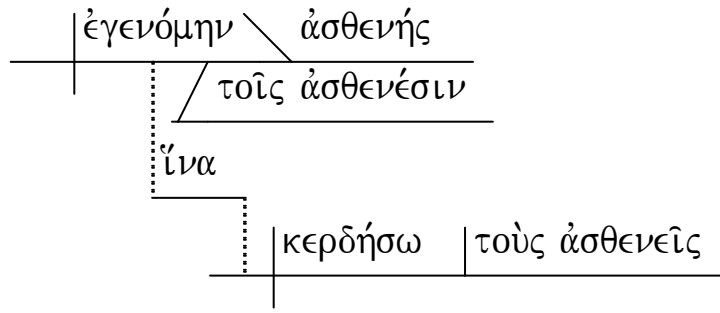 ἐγενόμην ἀσθενής
τοῖς ἀσθενέσιν
ἵνα
κερδήσω τοὺς ἀσθενεῖς